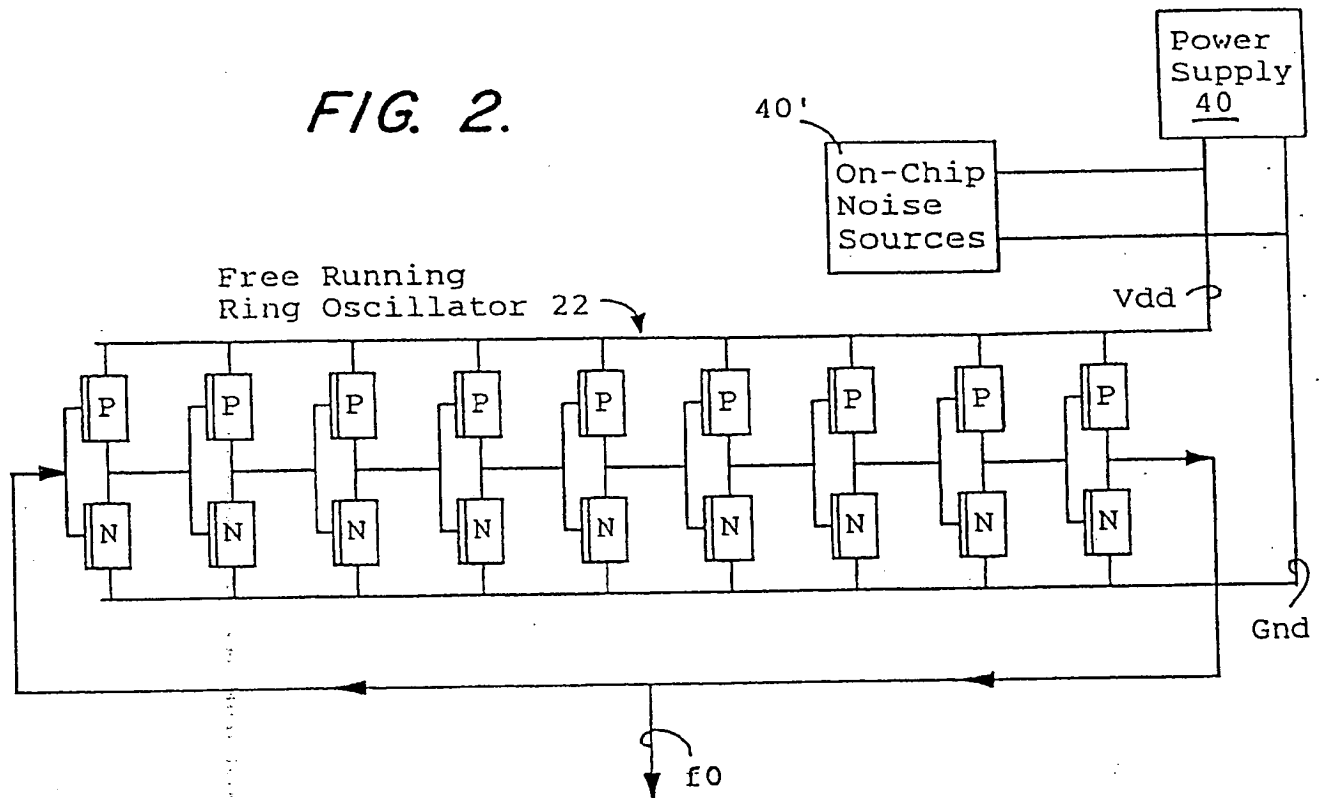 FIG. 2.
Power
Supply
40
40'
On-Chip
Noise
Sources
Free Running
Ring Oscillator 22
Vdd
P P P P P P P P P
N N N N N N N N N
Gnd
f0